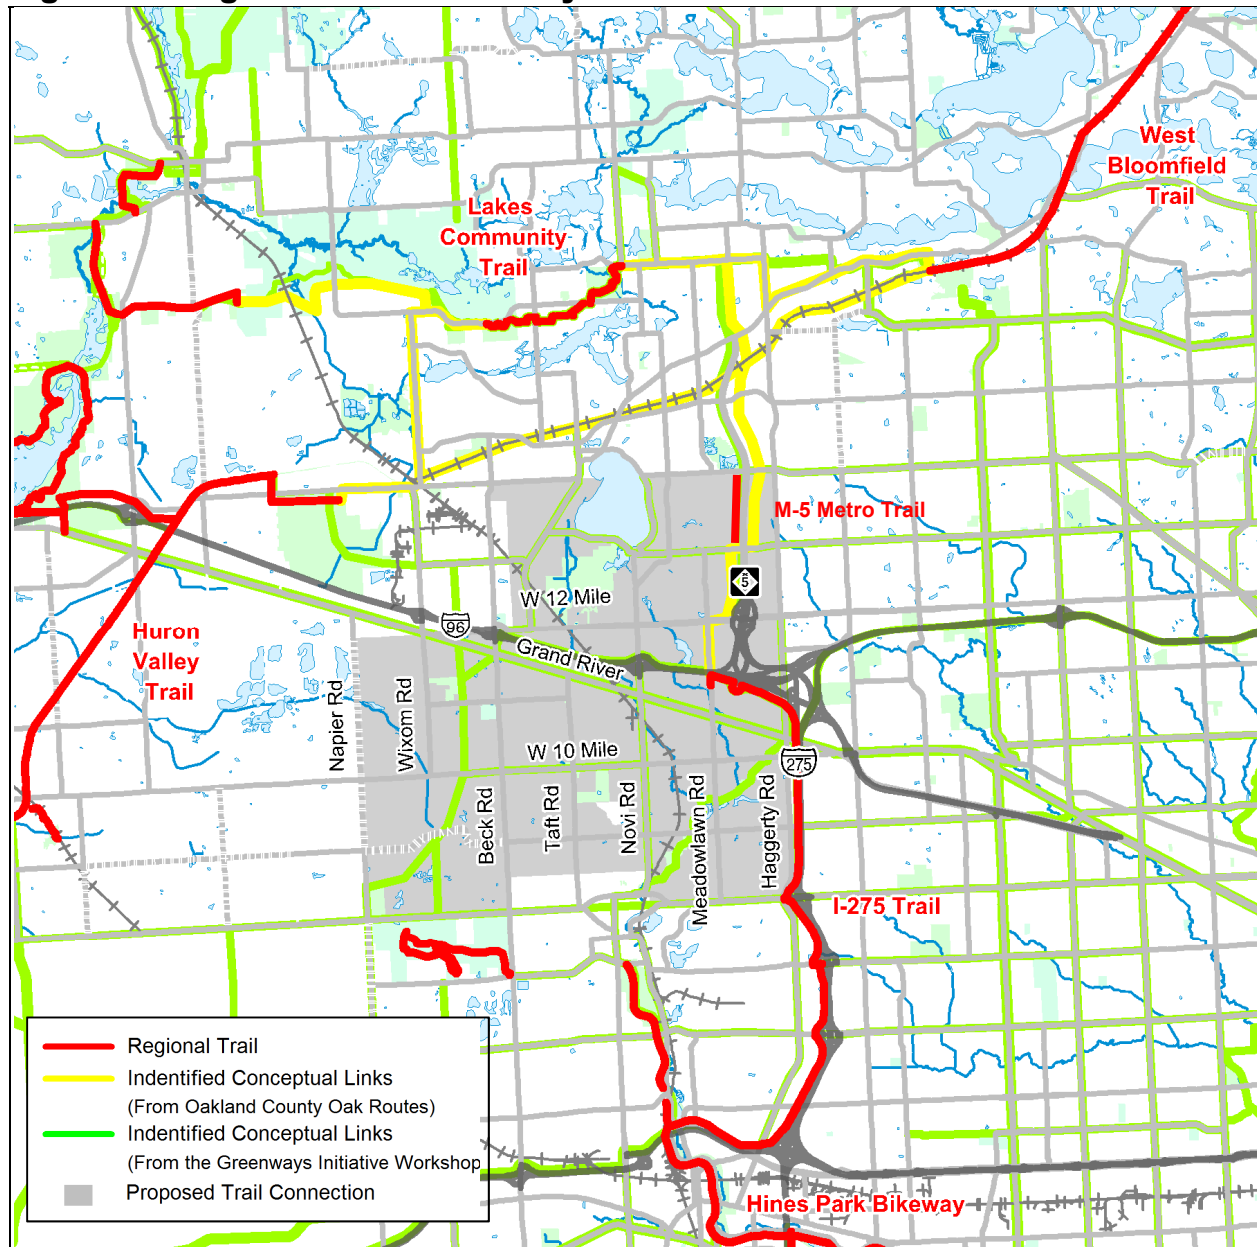 West
Bloomfield
Trail
Lakes
Community
Trail
M-5 Metro Trail
5
W 12 Mile
96
Grand River
Huron
Valley
Trail
Napier Rd
Wixom Rd
W 10 Mile
275
Beck Rd
Taft Rd
Novi Rd
Meadowlawn Rd
Haggerty Rd
I-275 Trail
Regional Trail
Indentified Conceptual Links
(From Oakland County Oak Routes)
Indentified Conceptual Links
(From the Greenways Initiative Workshop
Proposed Trail Connection
Hines Park Bikeway